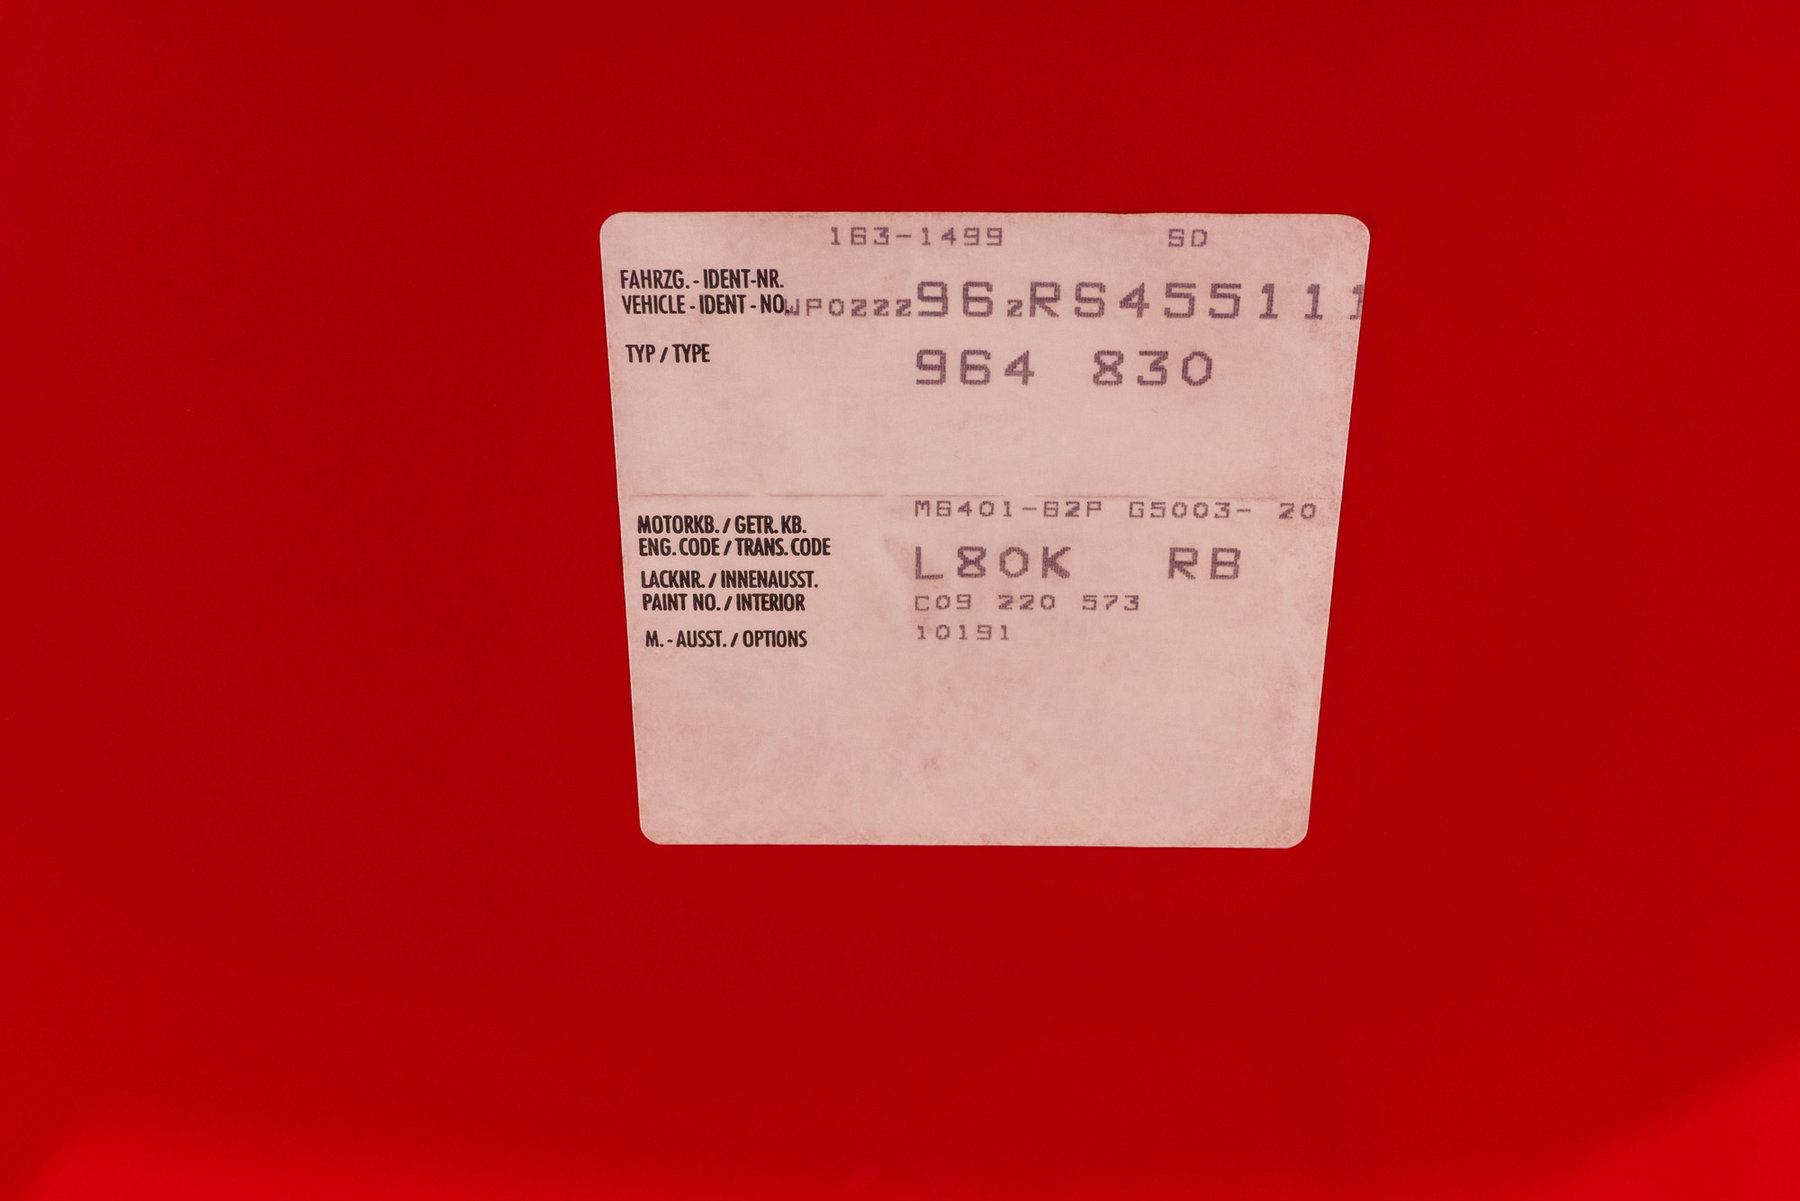 163-1499 SD
FAHRZG. - IDENT-NR.
VEHICLE - IDENT - NO. WP0ZZZ96ZRS455111
TYP / TYPE 964 830
M6401-62P G5003- 20
MOTORKB. / GETR. KB.
ENG. CODE / TRANS. CODE
L80K RB
LACKNR. / INNENAUSST.
PAINT NO. / INTERIOR C09 220 573
M. - AUSST. / OPTIONS 10191